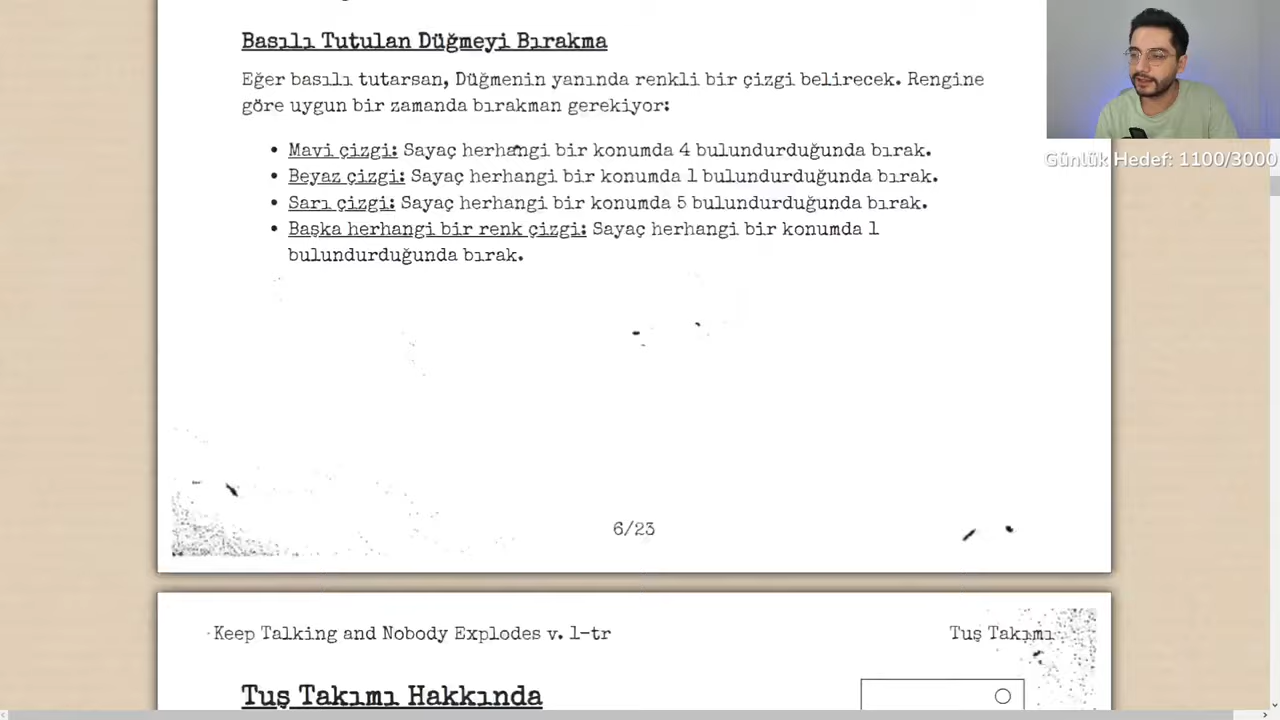 Basılı Tutulan Düğmeyi Bırakma
Eğer basılı tutarsan, Düğmenin yanında renkli bir çizgi belirecek. Rengine
göre uygun bir zamanda bırakman gerekiyor:
• Mavi çizgi: Sayaç herhangi bir konumda 4 bulundurduğunda bırak.
• Beyaz çizgi: Sayaç herhangi bir konumda 1 bulundurduğunda bırak.
• Sarı çizgi: Sayaç herhangi bir konumda 5 bulundurduğunda bırak.
• Başka herhangi bir renk çizgi: Sayaç herhangi bir konumda 1
bulundurduğunda bırak.
Günlük Hedef: 1100/3000
6/23
Keep Talking and Nobody Explodes v. 1-tr
Tuş Takımı
Tuş Takımı Hakkında